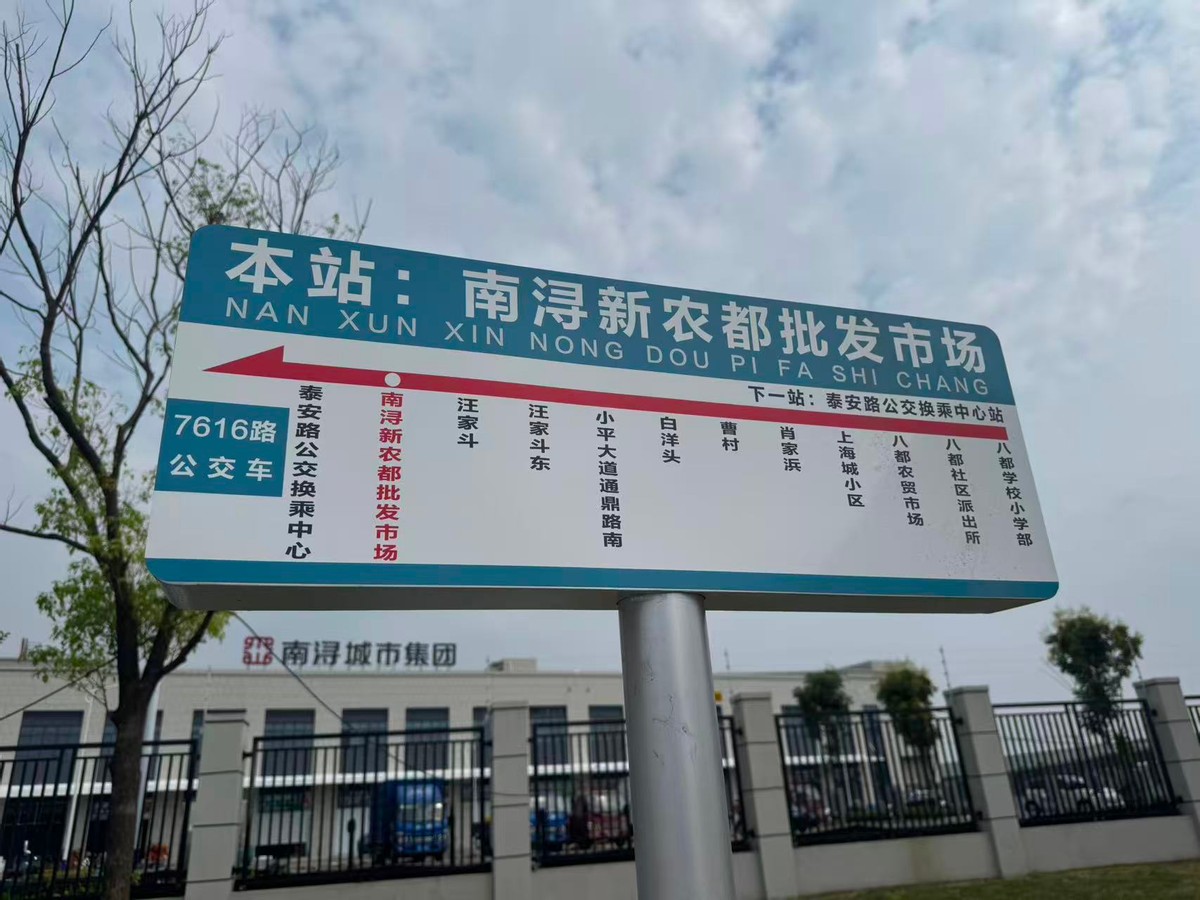 本站：南浔新农都批发市场
NAN XUN XIN NONG DOU PI FA SHI CHANG
下一站：泰安路公交换乘中心站
7616路
公交车
泰安路公交换乘中心
南浔新农都批发市场
汪家斗
汪家斗东
小平大道通鼎路南
白洋头
曹村
肖家浜
上海城小区
八都农贸市场
八都社区派出所
八都学校小学部
南浔城市集团